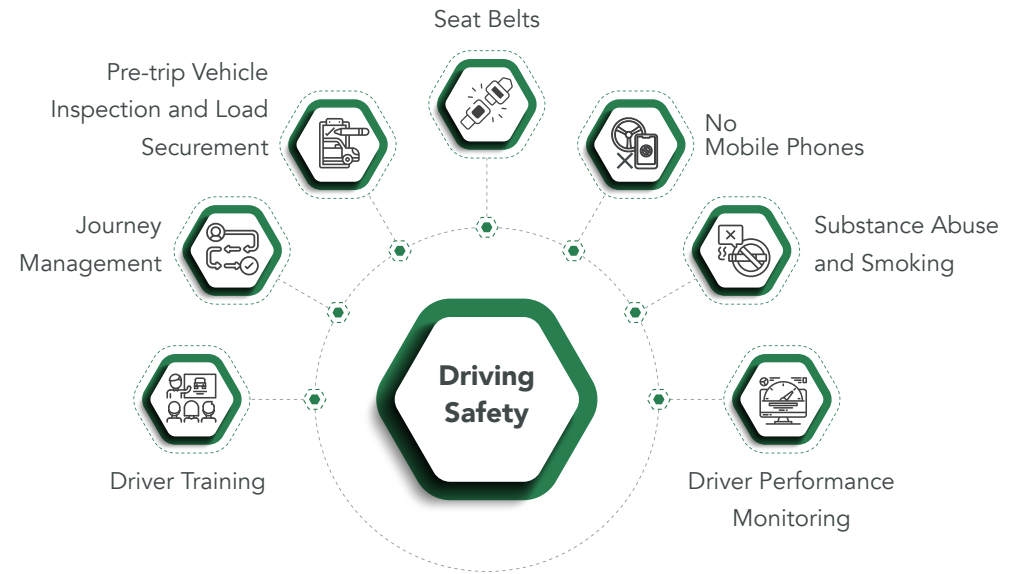 Seat Belts
Pre-trip Vehicle
Inspection and Load
Securement
No
Mobile Phones
Journey
Management
Substance Abuse
and Smoking
Driving
Safety
Driver Training
Driver Performance
Monitoring